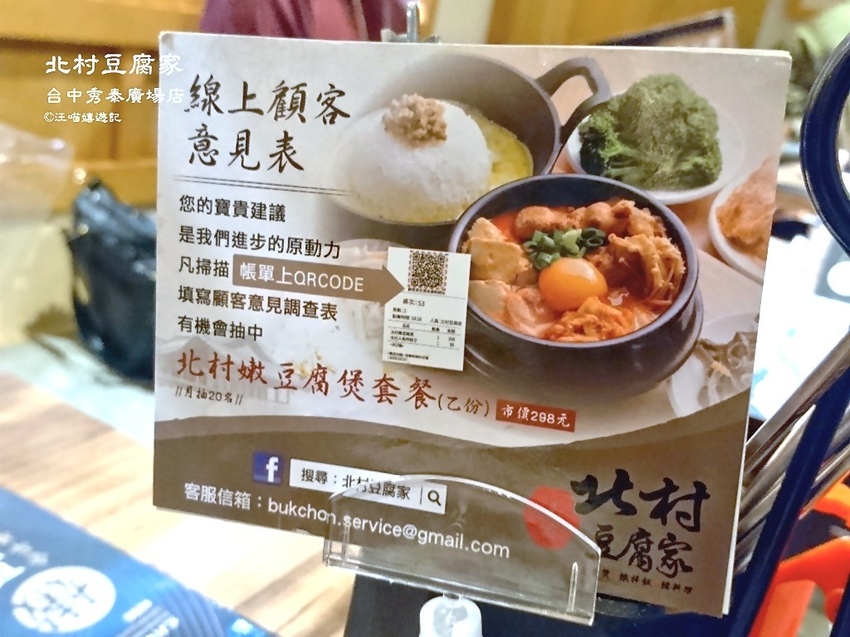 北村豆腐家
台中秀泰廣場店
©汪喵嬉遊記
線上顧客
意見表
您的寶貴建議
是我們進步的原動力
凡掃描 帳單上QRCODE
填寫顧客意見調查表
有機會抽中
北村嫩豆腐煲套餐(乙份) 市價298元
//月抽20名//
桌次:53
搜尋:北村豆腐家
客服信箱:bukchon.service@gmail.com
北村
豆腐家